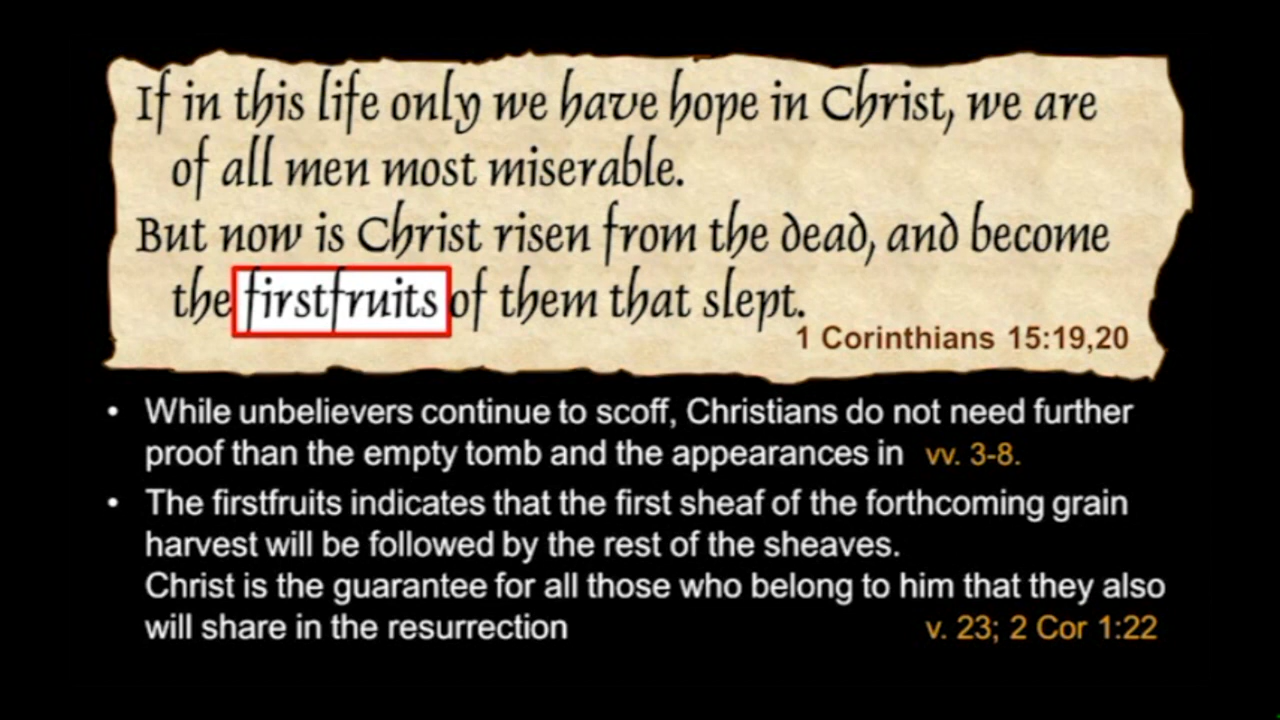 If in this life only we have hope in Christ, we are
of all men most miserable.
But now is Christ risen from the dead, and become
the firstfruits of them that slept.
1 Corinthians 15:19,20
• While unbelievers continue to scoff, Christians do not need further
proof than the empty tomb and the appearances in vv. 3-8.
• The firstfruits indicates that the first sheaf of the forthcoming grain
harvest will be followed by the rest of the sheaves.
Christ is the guarantee for all those who belong to him that they also
will share in the resurrection v. 23; 2 Cor 1:22